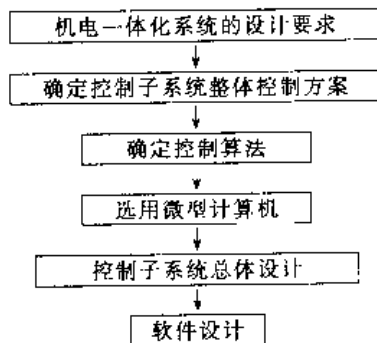 机电一体化系统的设计要求
确定控制子系统整体控制方案
确定控制算法
选用微型计算机
控制子系统总体设计
软件设计